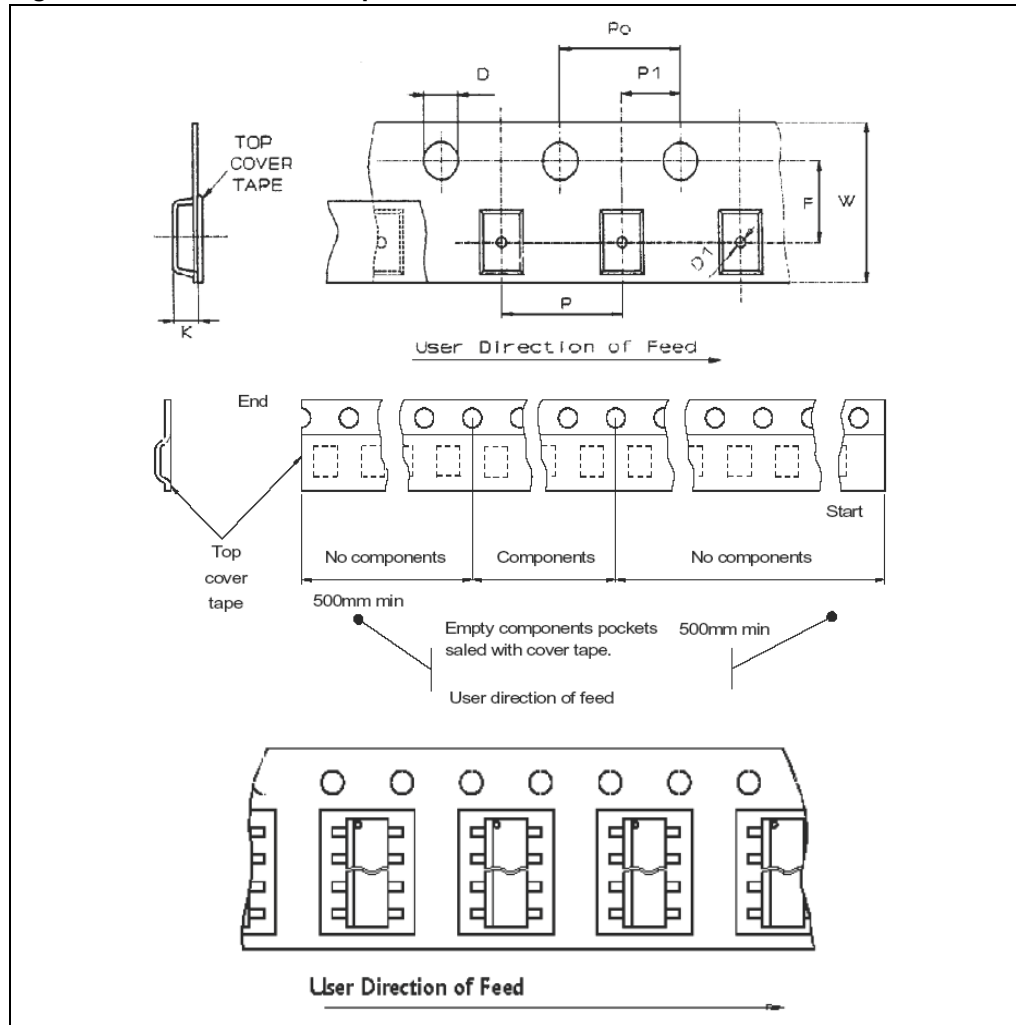 Po
D
P1
TOP
COVER
TAPE
F
W
D1
P
K
User Direction of Feed
End
Start
Top
cover
tape
No components
Components
No components
500mm min
Empty components pockets
saled with cover tape.
500mm min
User direction of feed
User Direction of Feed